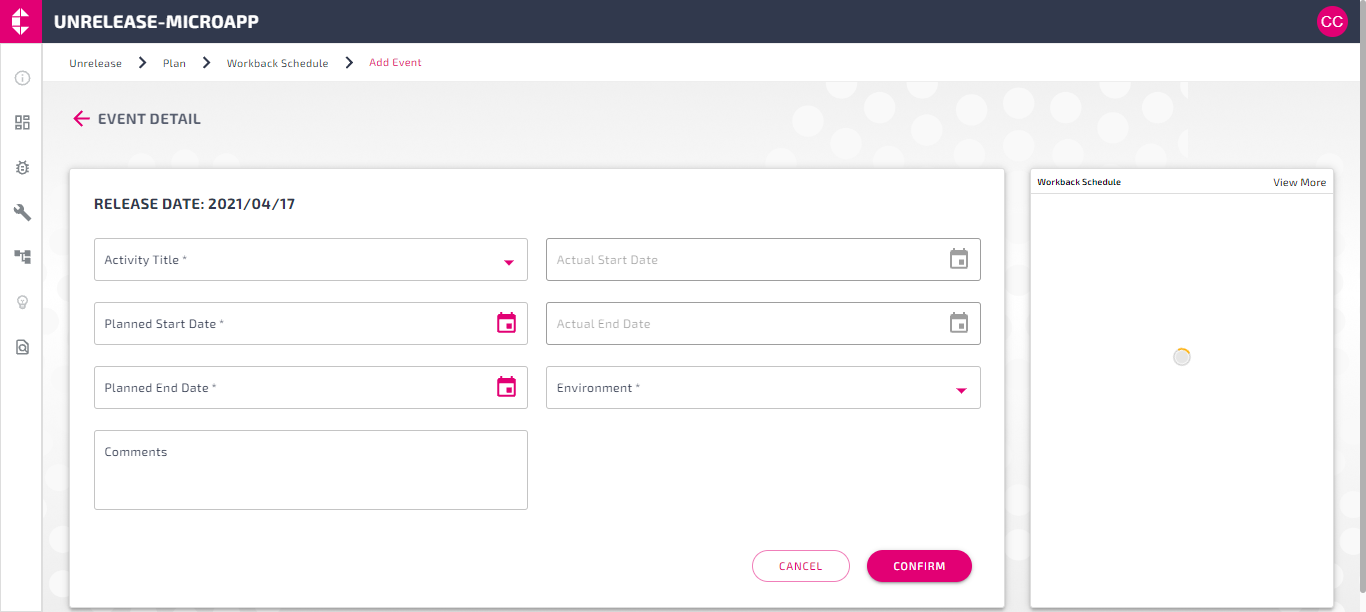 UNRELEASE-MICROAPP
CC
Unrelease Plan Workback Schedule Add Event
EVENT DETAIL
RELEASE DATE: 2021/04/17
Activity Title *
Actual Start Date
Planned Start Date *
Actual End Date
Planned End Date *
Environment *
Comments
CANCEL
CONFIRM
Workback Schedule
View More